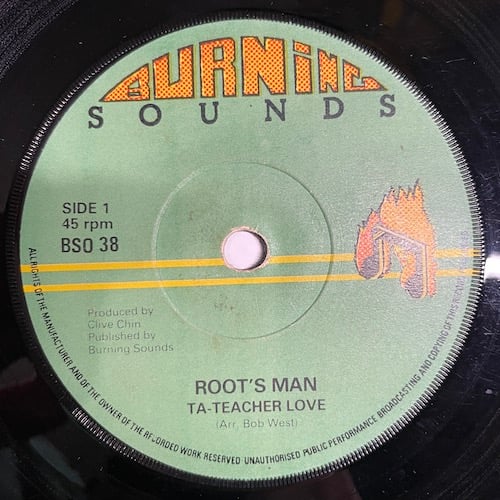 BURNING
SOUNDS
SIDE 1
45 rpm
BSO 38
Produced by
Clive Chin
Published by
Burning Sounds
ROOT'S MAN
TA-TEACHER LOVE
(Arr, Bob West)
ALL RIGHTS OF THE MANUFACTURER AND OF THE OWNER OF THE RECORDED WORK RESERVED UNAUTHORISED PUBLIC PERFORMANCE BROADCASTING AND COPYING OF THIS